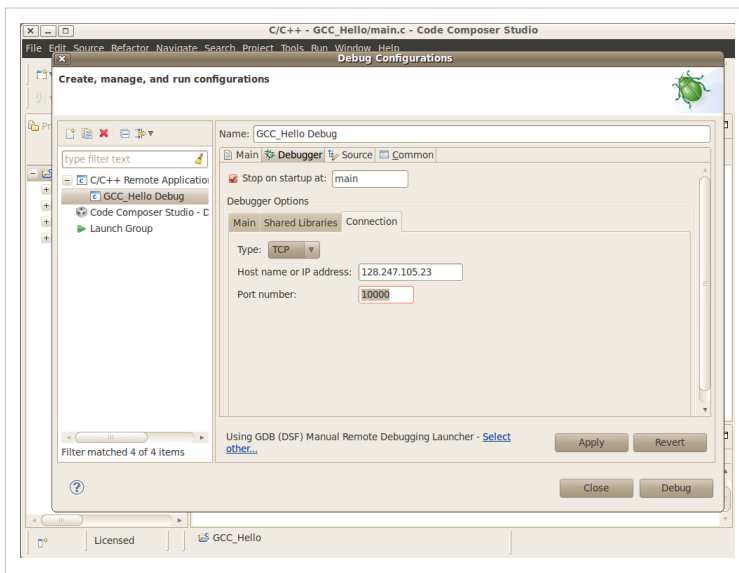 C/C++ - GCC_Hello/main.c - Code Composer Studio
File Edit Source Refactor Navigate Search Project Tools Run Window Help
Debug Configurations
Create, manage, and run configurations
Pr
type filter text
C/C++ Remote Application
GCC_Hello Debug
Code Composer Studio - D
Launch Group
Filter matched 4 of 4 items
Name: GCC_Hello Debug
Main Debugger Source Common
Stop on startup at: main
Debugger Options
Main Shared Libraries Connection
Type: TCP
Host name or IP address: 128.247.105.23
Port number: 10000
Using GDB (DSF) Manual Remote Debugging Launcher - Select
other...
Apply Revert
Close Debug
Licensed GCC_Hello